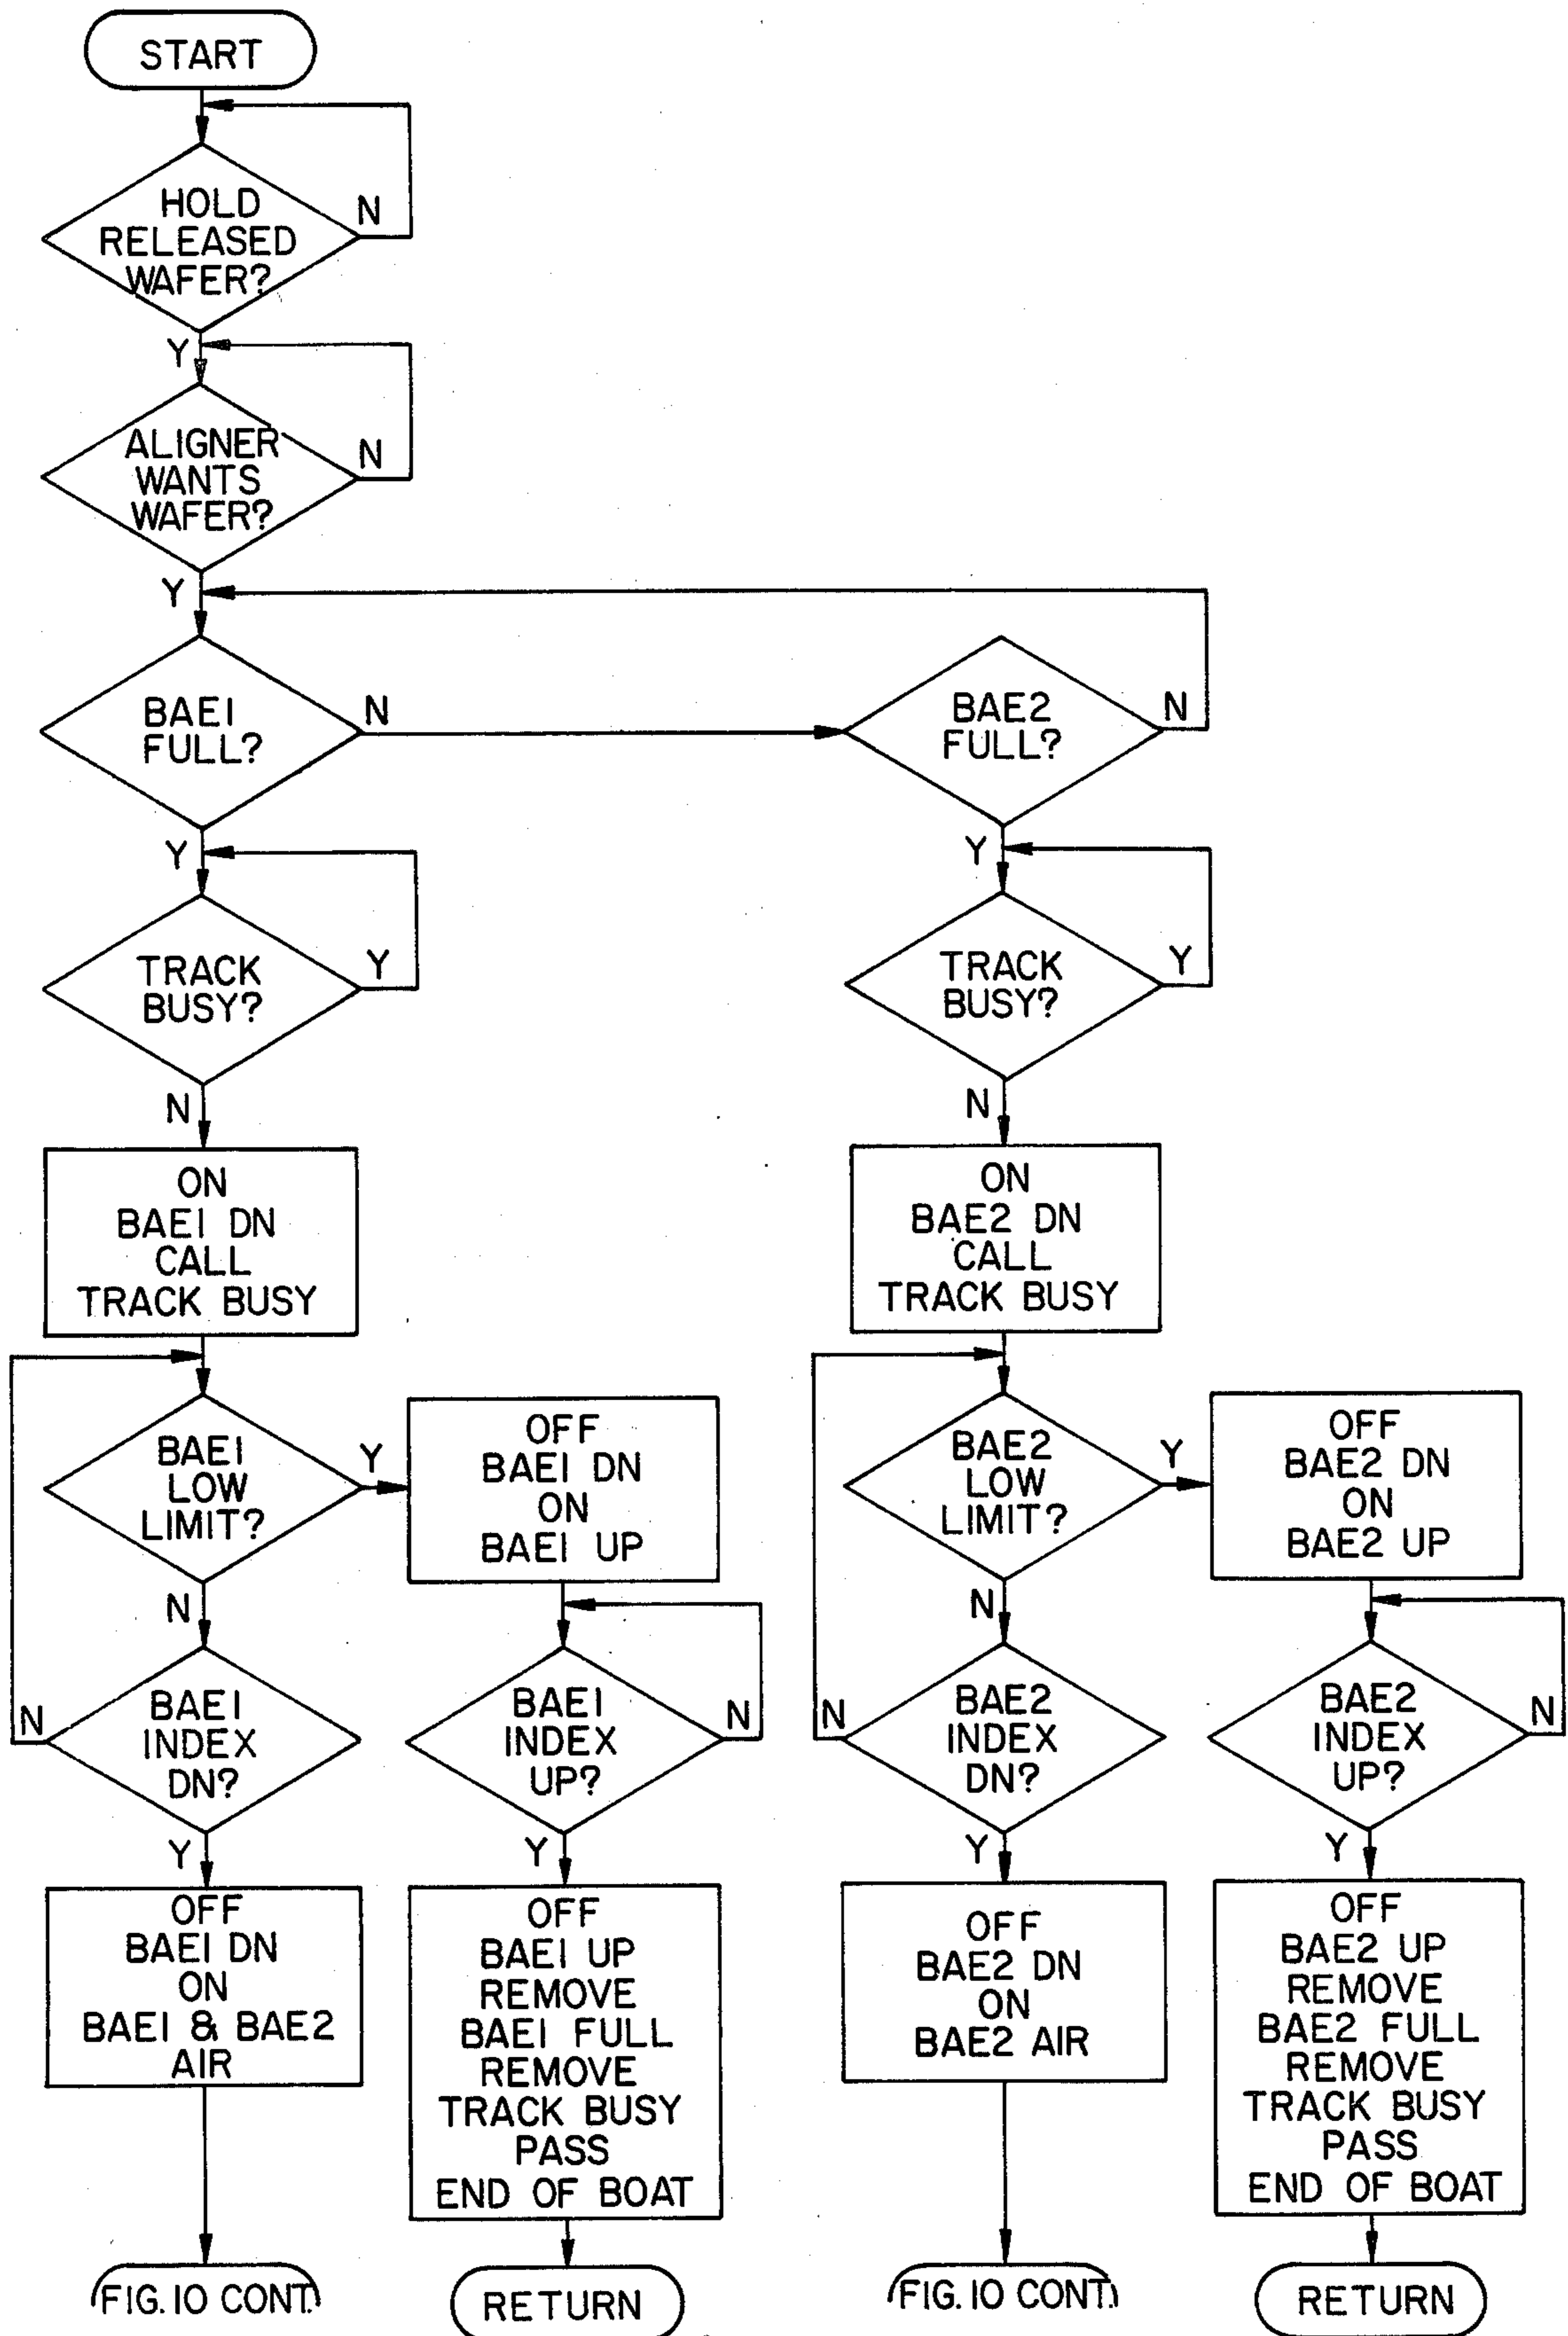 START
HOLD
RELEASED
WAFER?
N
Y
ALIGNER
WANTS
WAFER?
N
Y
BAE1
FULL?
N
BAE2
FULL?
N
Y
TRACK
BUSY?
Y
N
ON
BAE1 DN
CALL
TRACK BUSY
BAE1
LOW
LIMIT?
Y
OFF
BAE1 DN
ON
BAE1 UP
N
BAE1
INDEX
DN?
N
BAE1
INDEX
UP?
N
Y
OFF
BAE1 DN
ON
BAE1 & BAE2
AIR
FIG. 10 CONT.
Y
OFF
BAE1 UP
REMOVE
BAE1 FULL
REMOVE
TRACK BUSY
PASS
END OF BOAT
RETURN
Y
TRACK
BUSY?
Y
N
ON
BAE2 DN
CALL
TRACK BUSY
BAE2
LOW
LIMIT?
Y
OFF
BAE2 DN
ON
BAE2 UP
N
BAE2
INDEX
DN?
N
BAE2
INDEX
UP?
N
Y
OFF
BAE2 DN
ON
BAE2 AIR
FIG. 10 CONT.
Y
OFF
BAE2 UP
REMOVE
BAE2 FULL
REMOVE
TRACK BUSY
PASS
END OF BOAT
RETURN